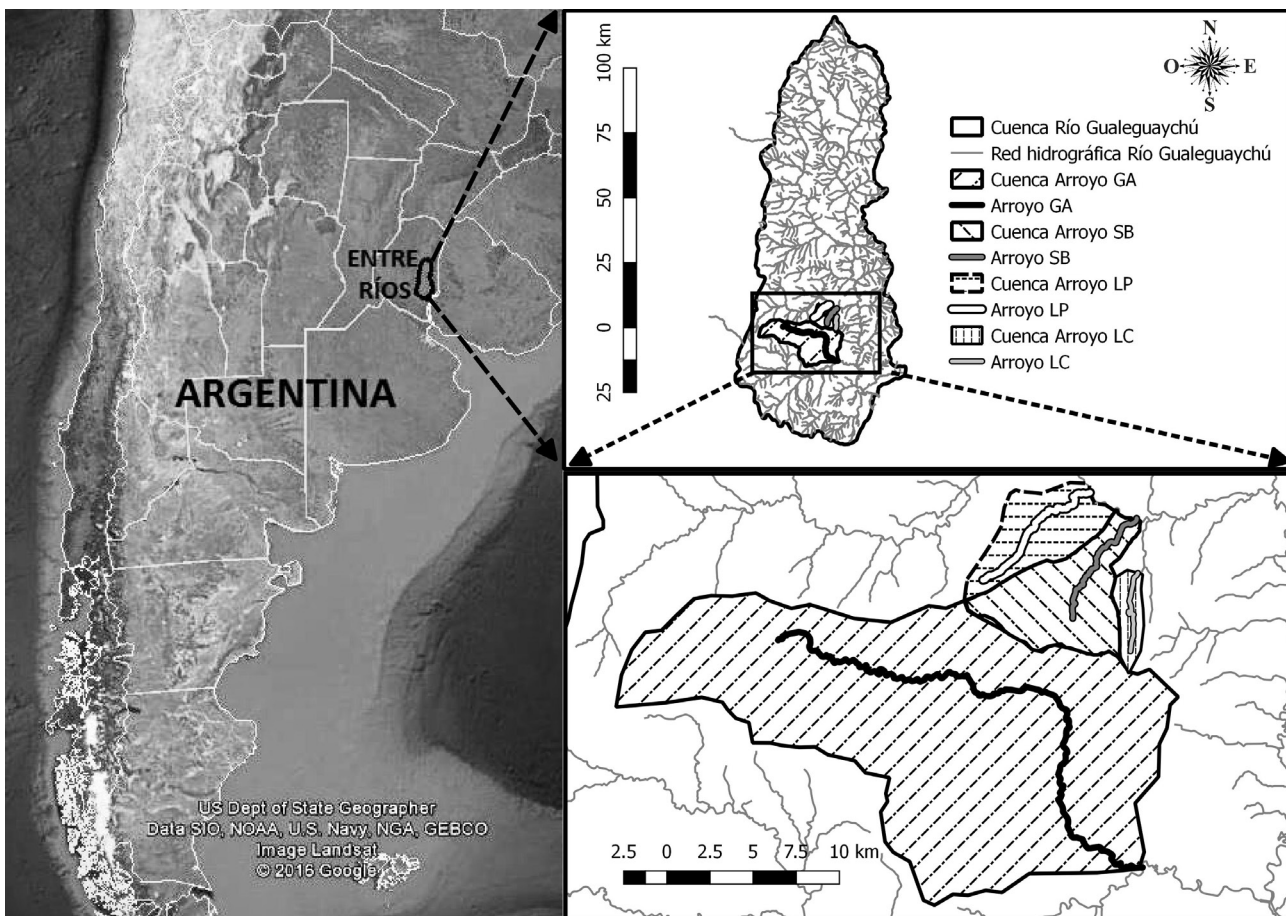 ENTRE
RÍOS
ARGENTINA
US Dept of State Geographer
Data SIO, NOAA, U.S. Navy, NGA, GEBCO
Image Landsat
© 2016 Google
100 km
75
50
25
0
25
N
O E
S
Cuenca Río Gualeguaychú
Red hidrográfica Río Gualeguaychú
Cuenca Arroyo GA
Arroyo GA
Cuenca Arroyo SB
Arroyo SB
Cuenca Arroyo LP
Arroyo LP
Cuenca Arroyo LC
Arroyo LC
2.5 0 2.5 5 7.5 10 km